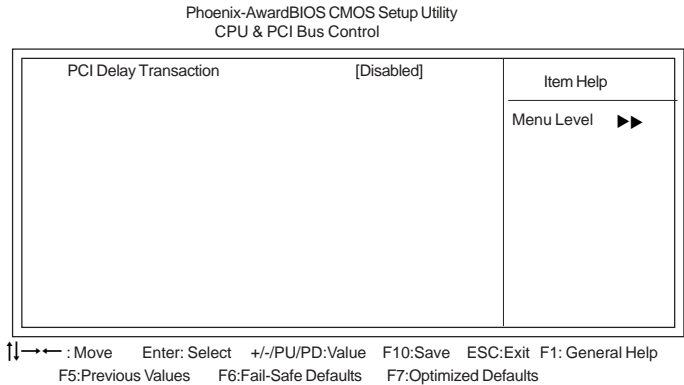 Phoenix-AwardBIOS CMOS Setup Utility
CPU & PCI Bus Control
PCI Delay Transaction [Disabled]
Item Help
Menu Level ▶▶
↑↓→← : Move Enter: Select +/-/PU/PD:Value F10:Save ESC:Exit F1: General Help
F5:Previous Values F6:Fail-Safe Defaults F7:Optimized Defaults